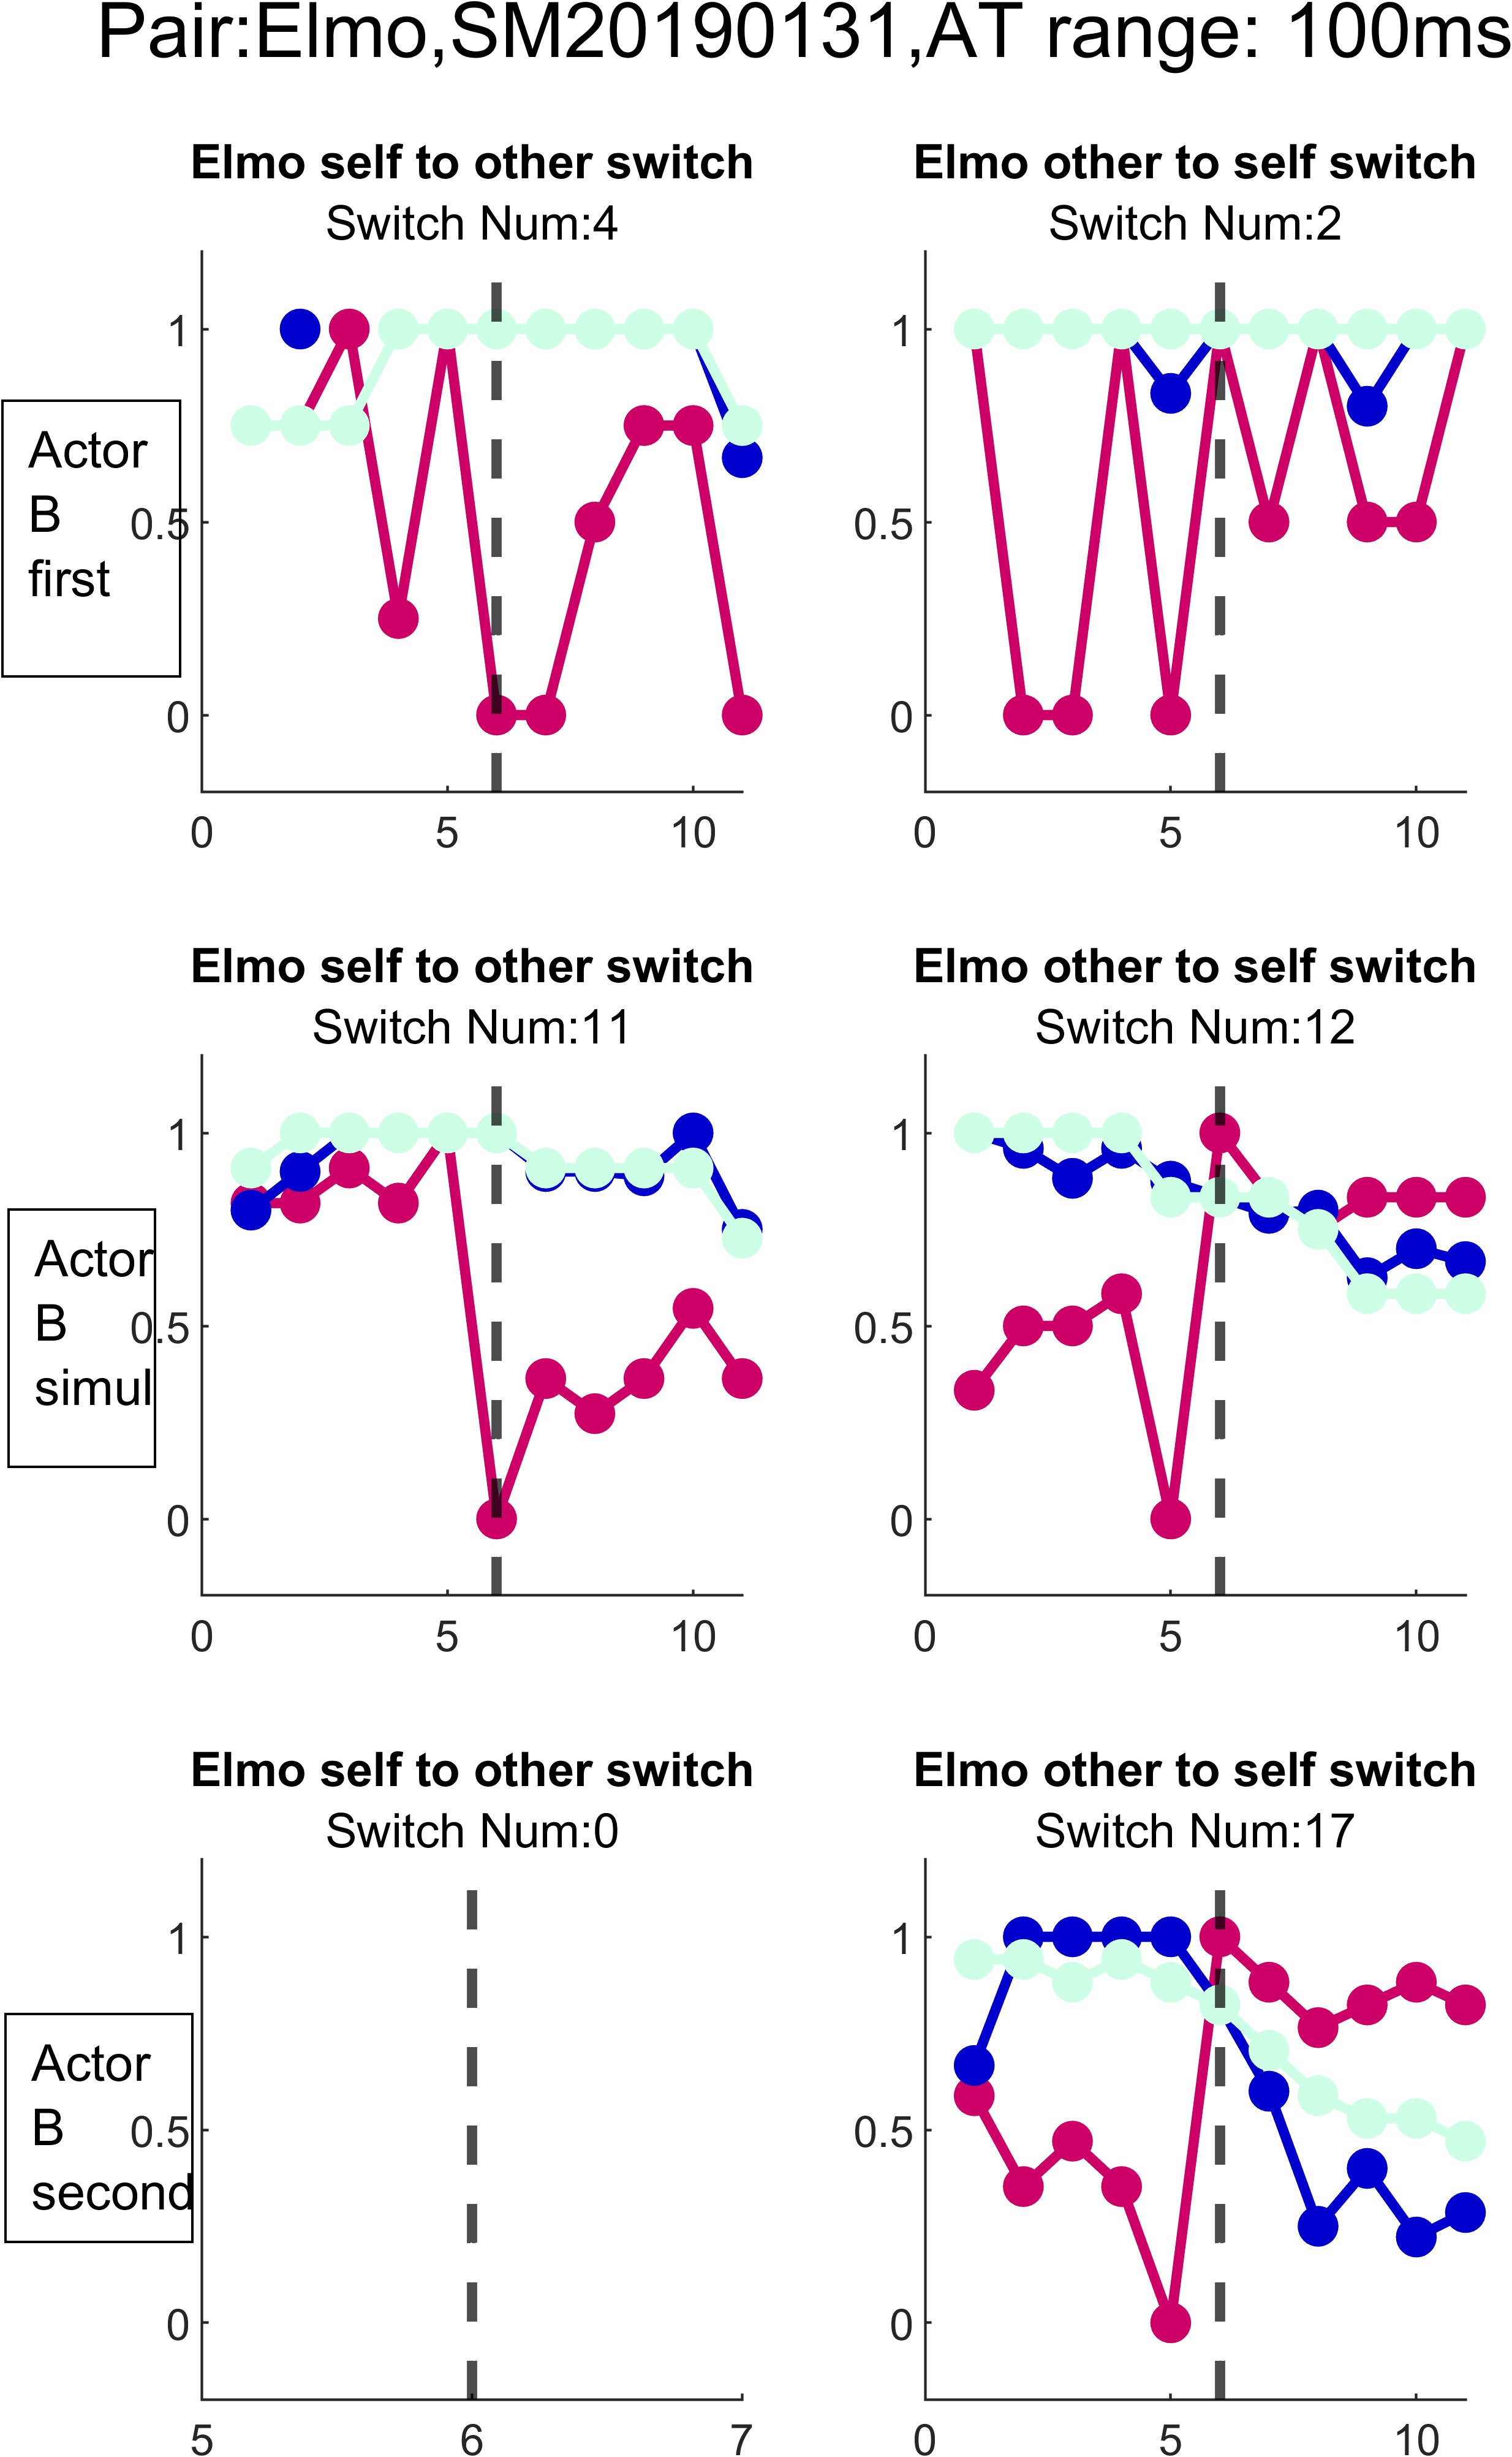 Pair:Elmo,SM20190131,AT range: 100ms
Elmo self to other switch
Switch Num:4
Elmo other to self switch
Switch Num:2
Actor
B
first
1
0.5
0
0
5
10
1
0.5
0
0
5
10
Elmo self to other switch
Switch Num:11
Elmo other to self switch
Switch Num:12
Actor
B
simul
1
0.5
0
0
5
10
1
0.5
0
0
5
10
Elmo self to other switch
Switch Num:0
Elmo other to self switch
Switch Num:17
Actor
B
second
1
0.5
0
5
6
7
1
0.5
0
0
5
10